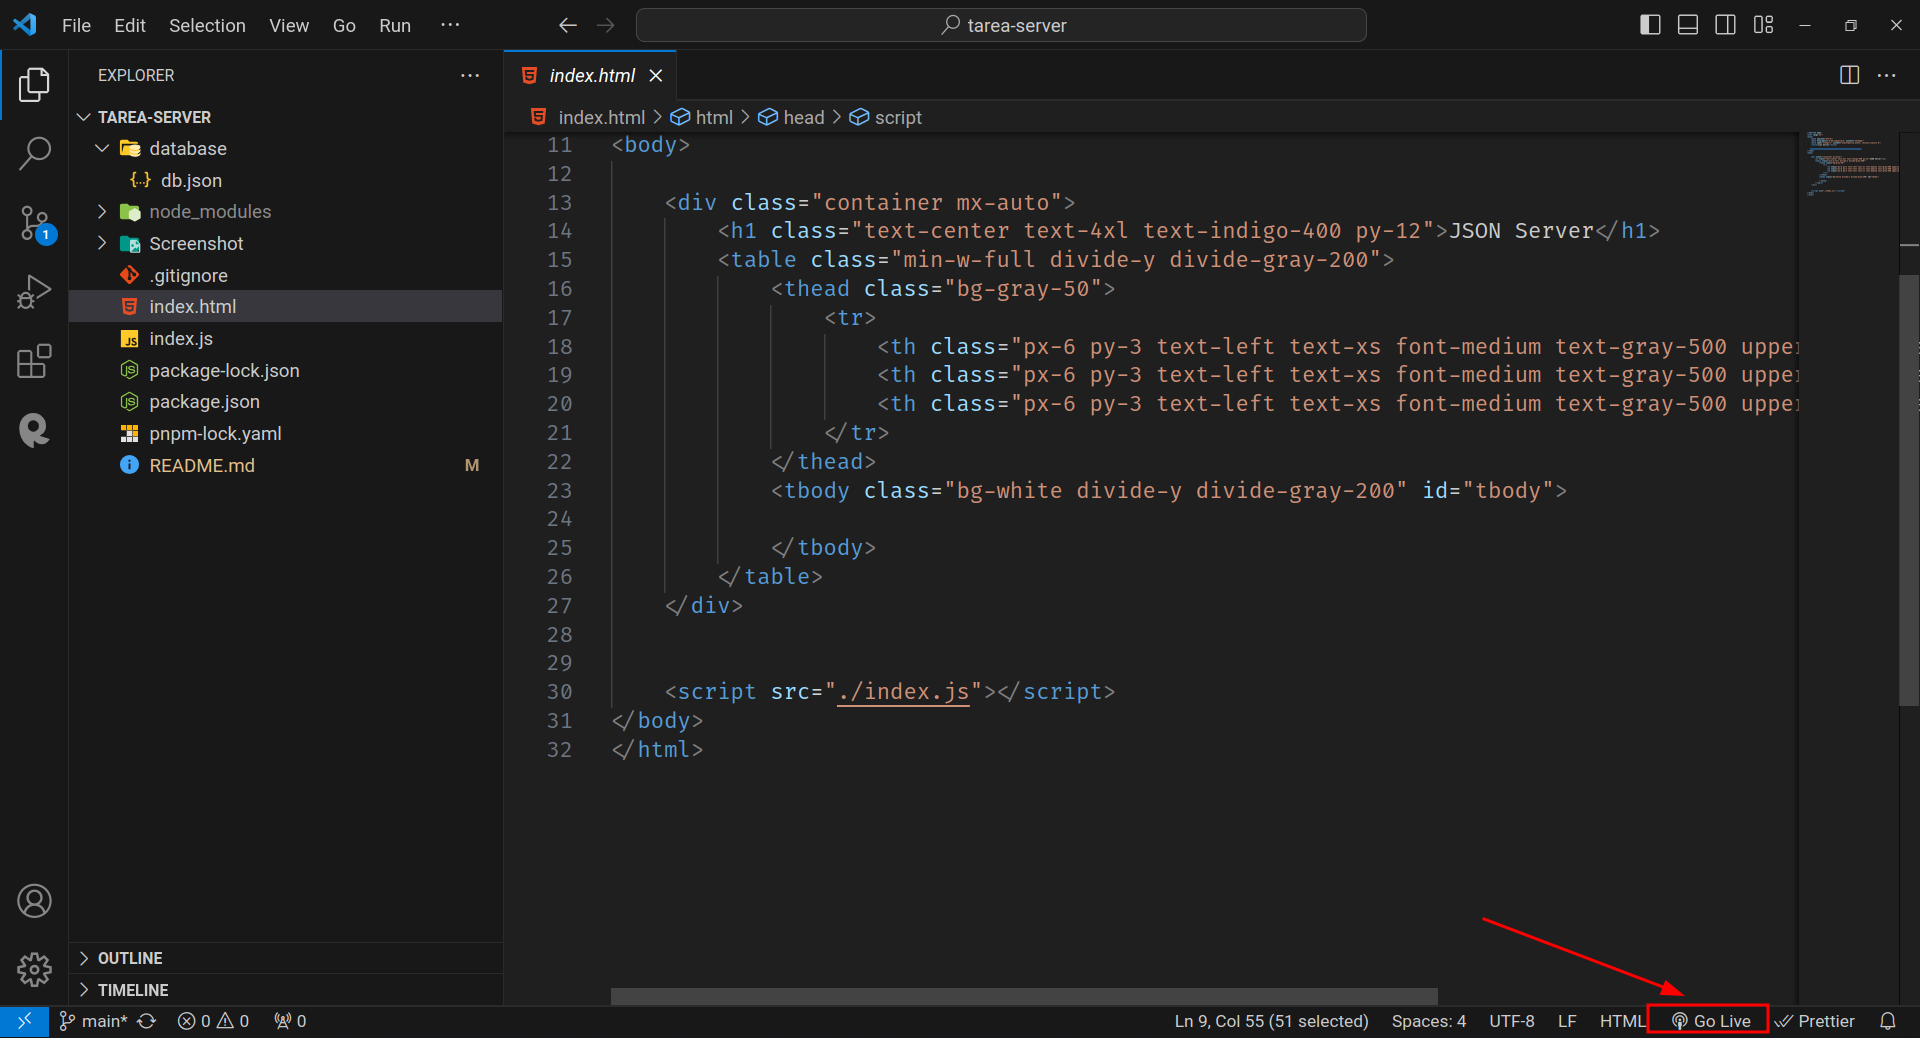 File Edit Selection View Go Run ···
tarea-server
EXPLORER
TAREA-SERVER
database
{..} db.json
node_modules
Screenshot
.gitignore
index.html
JS index.js
package-lock.json
package.json
pnpm-lock.yaml
README.md M
OUTLINE
TIMELINE
1
index.html
index.html > html > head > script
11 <body>
12
13 <div class="container mx-auto">
14 <h1 class="text-center text-4xl text-indigo-400 py-12">JSON Server</h1>
15 <table class="min-w-full divide-y divide-gray-200">
16 <thead class="bg-gray-50">
17 <tr>
18 <th class="px-6 py-3 text-left text-xs font-medium text-gray-500 upper
19 <th class="px-6 py-3 text-left text-xs font-medium text-gray-500 upper
20 <th class="px-6 py-3 text-left text-xs font-medium text-gray-500 upper
21 </tr>
22 </thead>
23 <tbody class="bg-white divide-y divide-gray-200" id="tbody">
24
25 </tbody>
26 </table>
27 </div>
28
29
30 <script src="./index.js"></script>
31 </body>
32 </html>
main* 0 0 0 Ln 9, Col 55 (51 selected) Spaces: 4 UTF-8 LF HTML Go Live Prettier